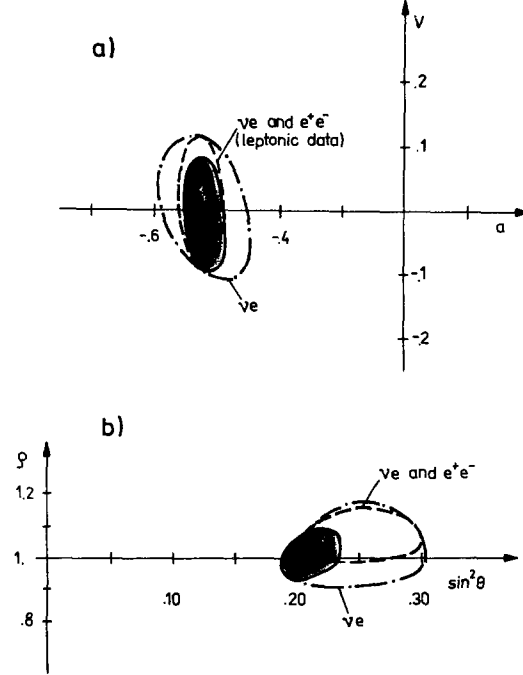 a)
V
.2
νe and e⁺e⁻
(leptonic data)
.1
-.6
-.4
a
-.1
νe
-.2
b)
ρ
νe and e⁺e⁻
1.2
1.
.10
.20
.30
sin²θ
.8
νe